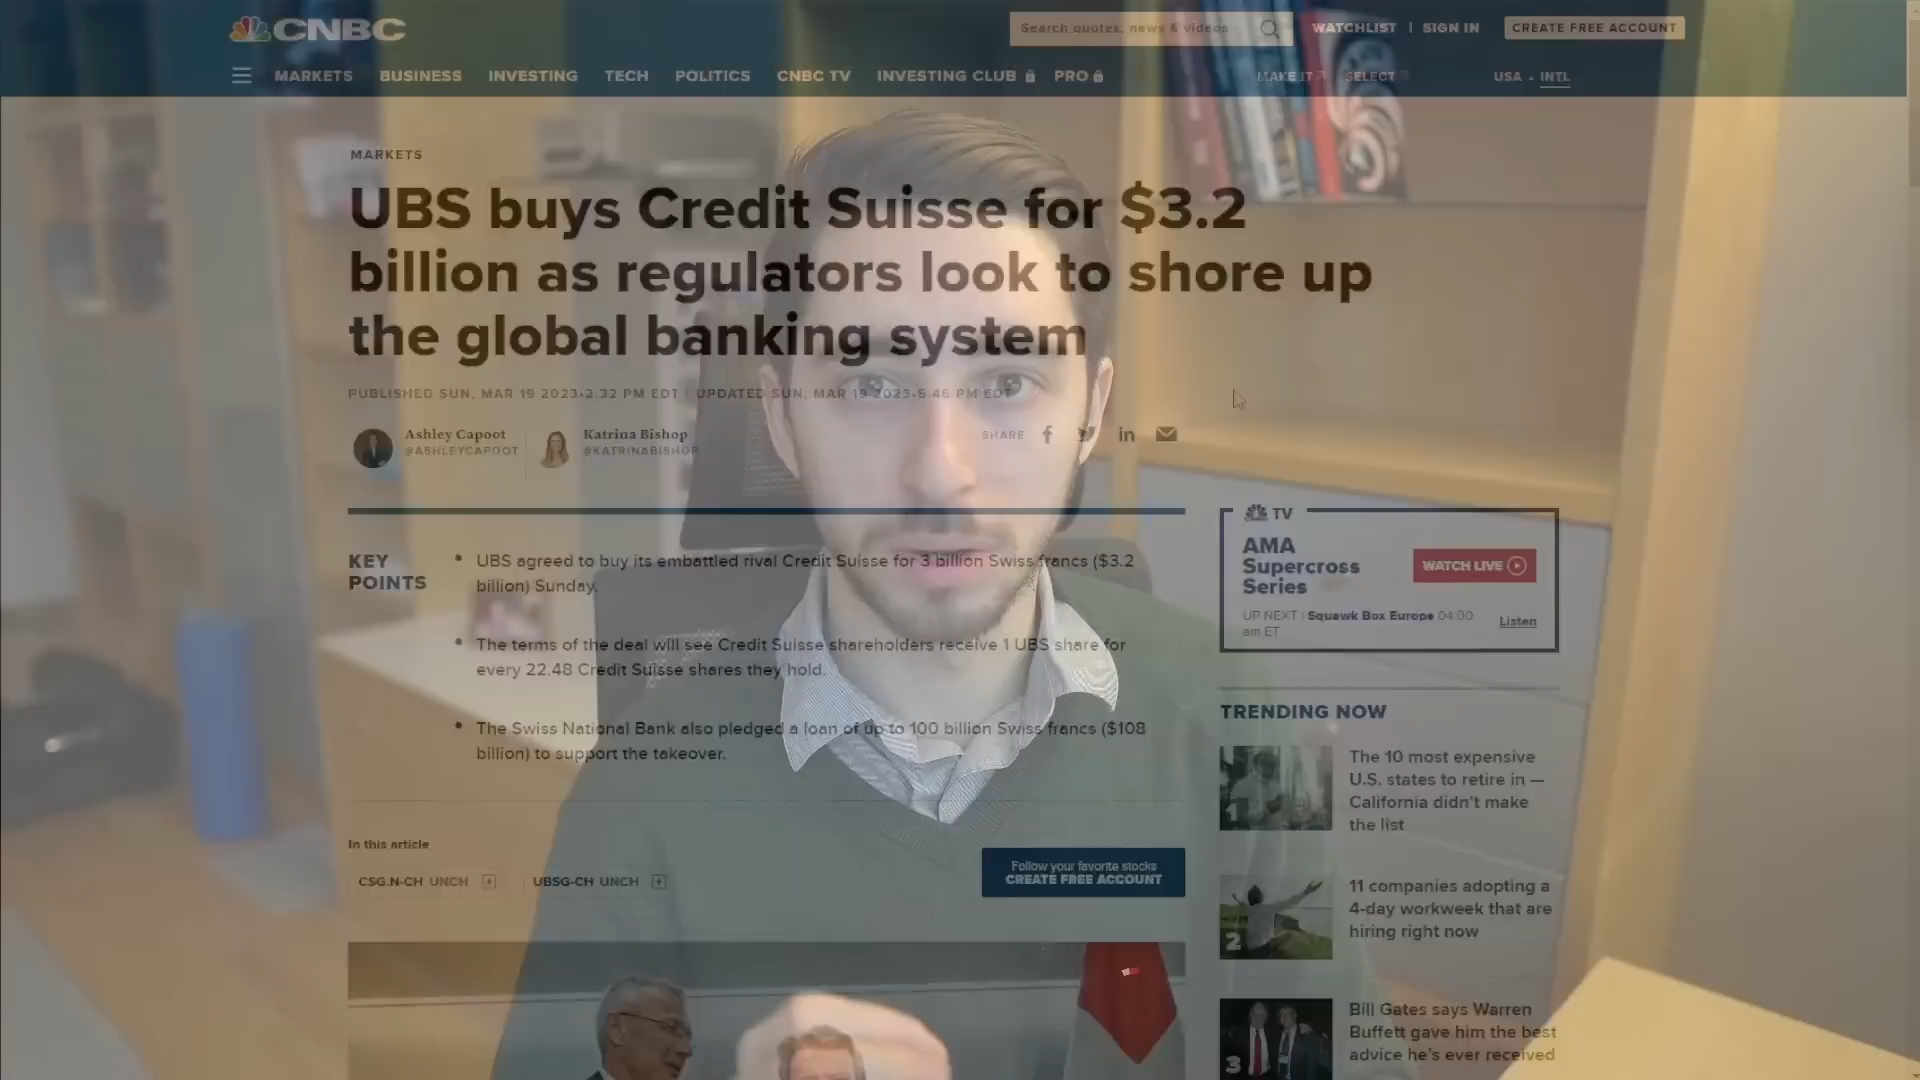 CNBC
Search quotes, news & videos
WATCHLIST | SIGN IN
CREATE FREE ACCOUNT
MARKETS BUSINESS INVESTING TECH POLITICS CNBC TV INVESTING CLUB PRO
MAKE IT SELECT
USA • INTL
MARKETS
UBS buys Credit Suisse for $3.2
billion as regulators look to shore up
the global banking system
PUBLISHED SUN, MAR 19 2023•2:32 PM EDT | UPDATED SUN, MAR 19 2023•5:46 PM EDT
Ashley Capoot
@ASHLEYCAPOOT
Katrina Bishop
@KATRINABISHOP
SHARE
KEY
POINTS
• UBS agreed to buy its embattled rival Credit Suisse for 3 billion Swiss francs ($3.2
billion) Sunday.
• The terms of the deal will see Credit Suisse shareholders receive 1 UBS share for
every 22.48 Credit Suisse shares they hold.
• The Swiss National Bank also pledged a loan of up to 100 billion Swiss francs ($108
billion) to support the takeover.
In this article
CSG.N-CH UNCH
UBSG-CH UNCH
Follow your favorite stocks
CREATE FREE ACCOUNT
TV
AMA
Supercross
Series
WATCH LIVE
UP NEXT | Squawk Box Europe 04:00
am ET
Listen
TRENDING NOW
1
The 10 most expensive
U.S. states to retire in —
California didn't make
the list
2
11 companies adopting a
4-day workweek that are
hiring right now
3
Bill Gates says Warren
Buffett gave him the best
advice he's ever received